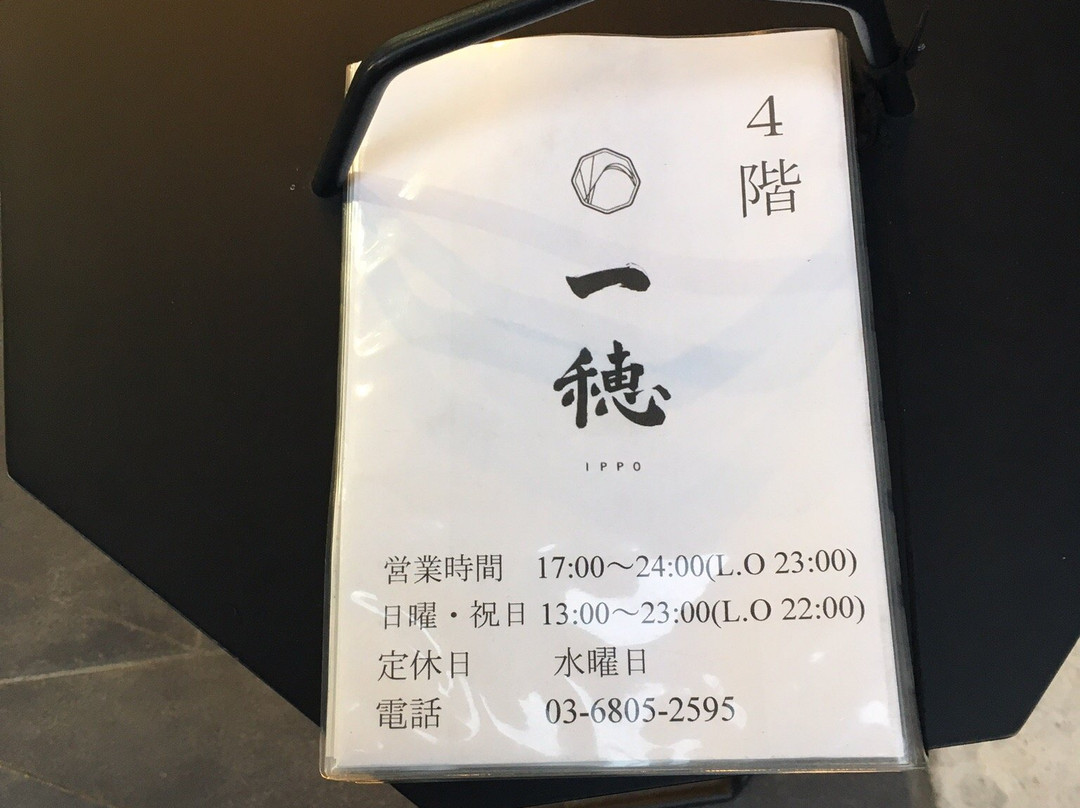 4階
一穂
IPPO
営業時間 17:00〜24:00(L.O 23:00)
日曜・祝日 13:00〜23:00(L.O 22:00)
定休日 水曜日
電話 03-6805-2595